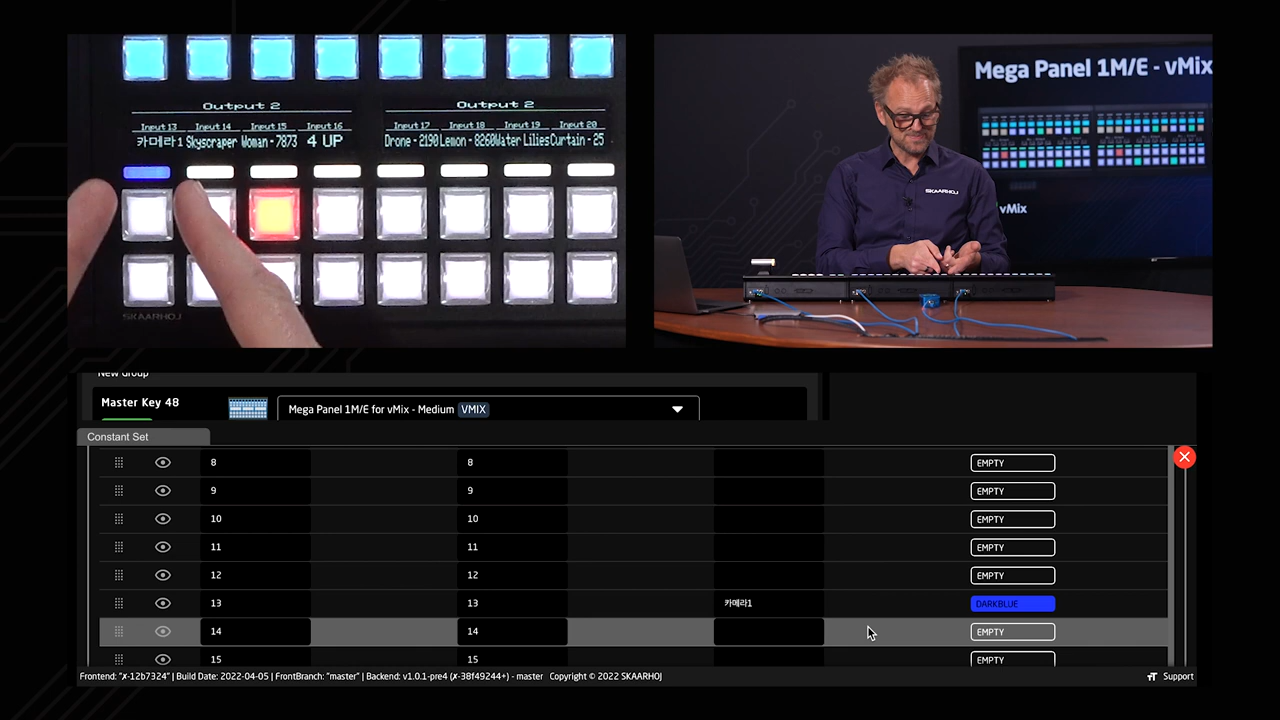 Output 2
Output 2
Input 13 Input 14 Input 15 Input 16
Input 17 Input 18 Input 19 Input 20
카메라1 Skyscraper Woman - 7873 4 UP
Drone - 2190 Lemon - 8260 Water Lilies Curtain - 25
SKAARHOJ
Mega Panel 1M/E - vMix
SKAARHOJ
vMix
New Group
Master Key 48
Mega Panel 1M/E for vMix - Medium VMIX
Constant Set
8 8 EMPTY
9 9 EMPTY
10 10 EMPTY
11 11 EMPTY
12 12 EMPTY
13 13 카메라1 DARKBLUE
14 14 EMPTY
15 15 EMPTY
Frontend: "✗-12b7324" | Build Date: 2022-04-05 | FrontBranch: "master" | Backend: v1.0.1-pre4 (✗-38f49244+) - master Copyright © 2022 SKAARHOJ
Support